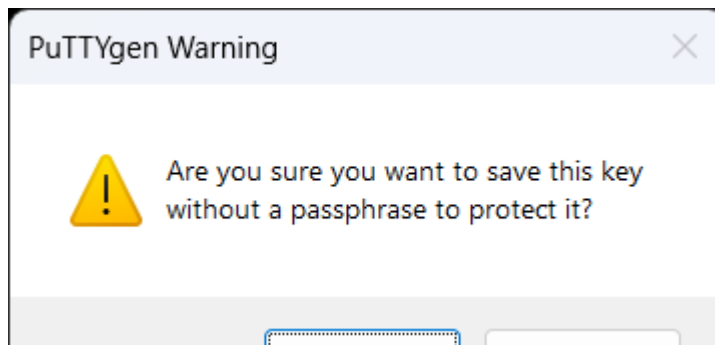 PuTTYgen Warning
Are you sure you want to save this key
without a passphrase to protect it?